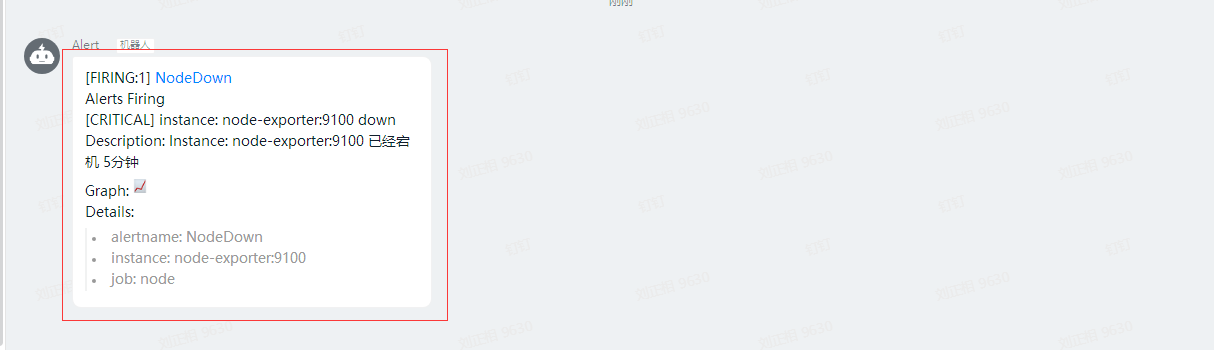 Alert 机器人
[FIRING:1] NodeDown
Alerts Firing
[CRITICAL] instance: node-exporter:9100 down
Description: Instance: node-exporter:9100 已经宕
机 5分钟
Graph:
Details:
alertname: NodeDown
instance: node-exporter:9100
job: node